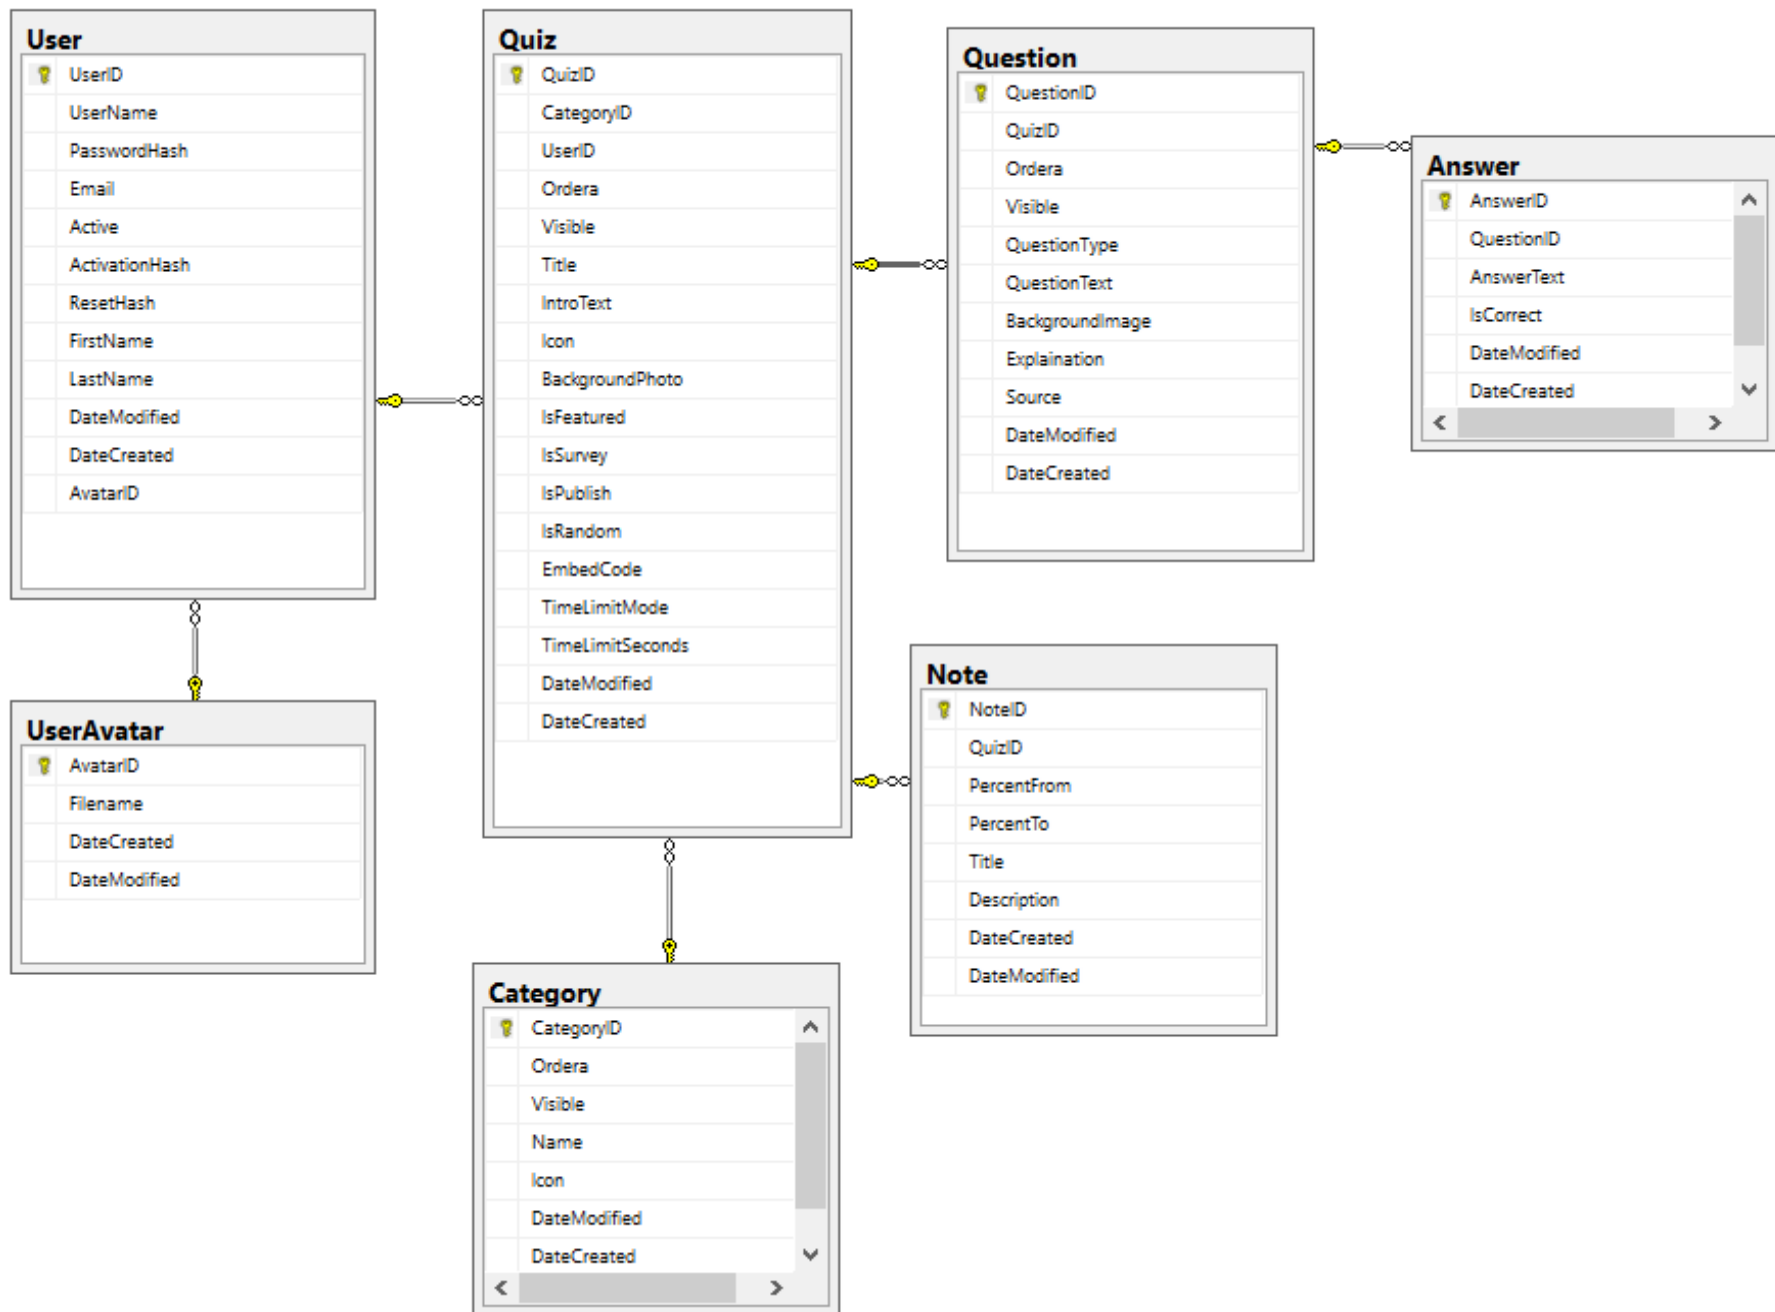 User
UserID
UserName
PasswordHash
Email
Active
ActivationHash
ResetHash
FirstName
LastName
DateModified
DateCreated
AvatarID
UserAvatar
AvatarID
Filename
DateCreated
DateModified
Quiz
QuizID
CategoryID
UserID
Ordera
Visible
Title
IntroText
Icon
BackgroundPhoto
IsFeatured
IsSurvey
IsPublish
IsRandom
EmbedCode
TimeLimitMode
TimeLimitSeconds
DateModified
DateCreated
Category
CategoryID
Ordera
Visible
Name
Icon
DateModified
DateCreated
Question
QuestionID
QuizID
Ordera
Visible
QuestionType
QuestionText
BackgroundImage
Explaination
Source
DateModified
DateCreated
Note
NoteID
QuizID
PercentFrom
PercentTo
Title
Description
DateCreated
DateModified
Answer
AnswerID
QuestionID
AnswerText
IsCorrect
DateModified
DateCreated